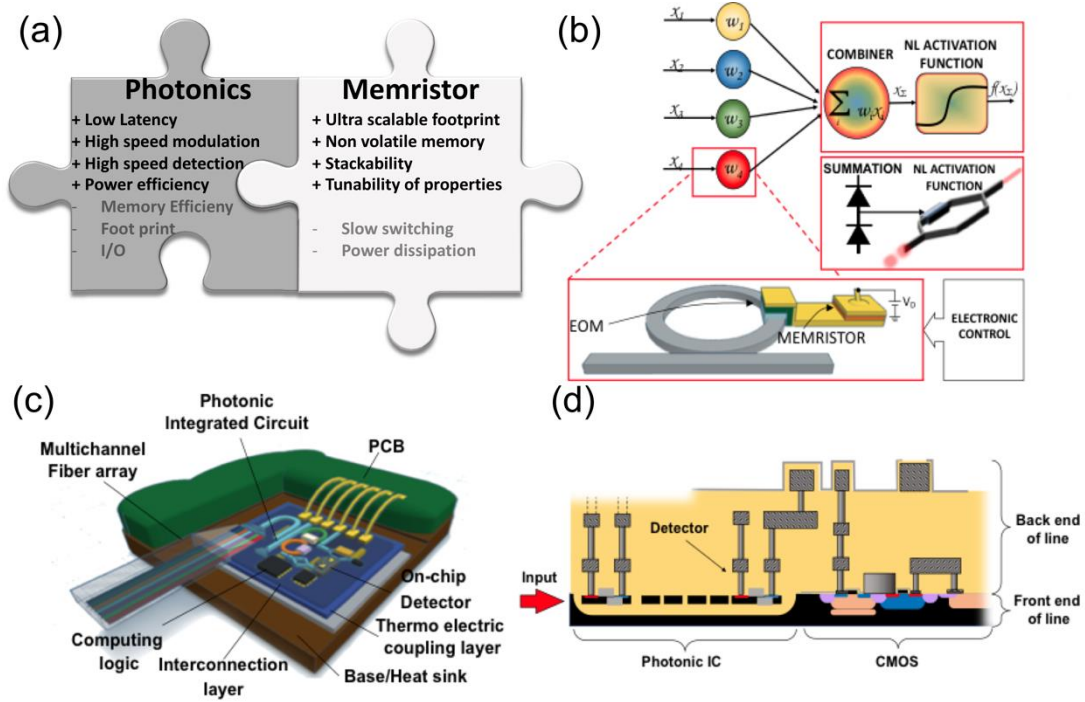 (a)
Photonics
+ Low Latency
+ High speed modulation
+ High speed detection
+ Power efficiency
- Memory Efficieny
- Foot print
- I/O
Memristor
+ Ultra scalable footprint
+ Non volatile memory
+ Stackability
+ Tunability of properties
- Slow switching
- Power dissipation
(b)
x1
w1
x2
w2
x3
w3
x4
w4
COMBINER
∑ wixi
i
xΣ
NL ACTIVATION
FUNCTION
f(xΣ)
SUMMATION
NL ACTIVATION
FUNCTION
EOM
MEMRISTOR
VD
ELECTRONIC
CONTROL
(c)
Photonic
Integrated Circuit
Multichannel
Fiber array
PCB
On-chip
Detector
Thermo electric
coupling layer
Computing
logic
Interconnection
layer
Base/Heat sink
(d)
Detector
Input
Back end
of line
Front end
of line
Photonic IC
CMOS